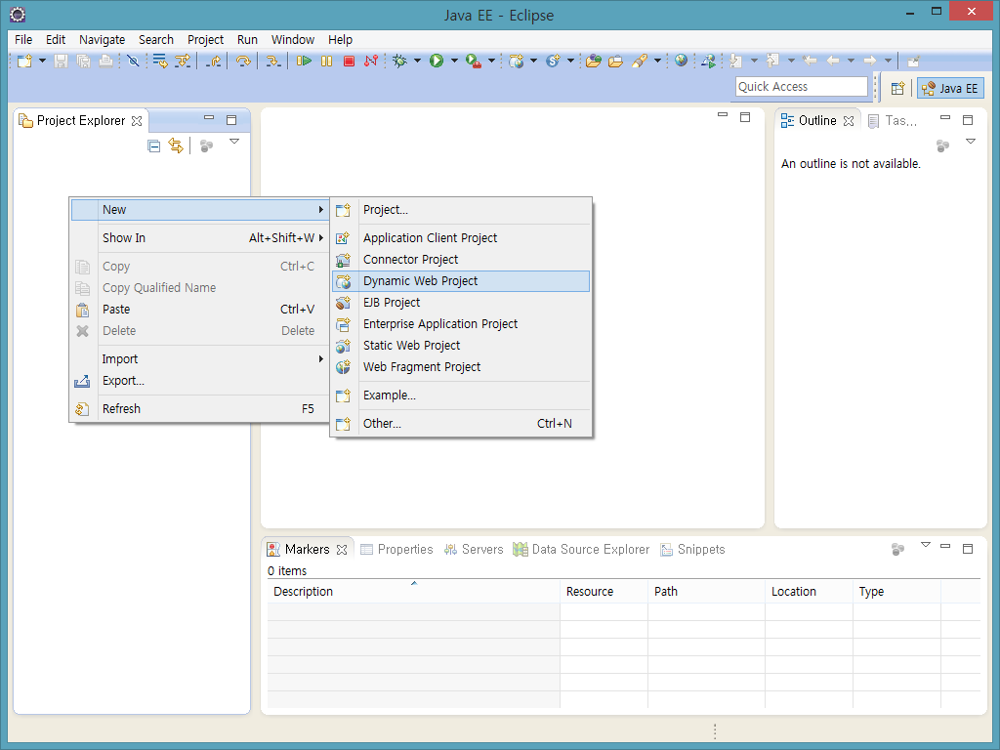 Java EE - Eclipse
File Edit Navigate Search Project Run Window Help
Quick Access
Java EE
Project Explorer
Outline Tas...
An outline is not available.
New
Show In Alt+Shift+W
Copy Ctrl+C
Copy Qualified Name
Paste Ctrl+V
Delete Delete
Import
Export...
Refresh F5
Project...
Application Client Project
Connector Project
Dynamic Web Project
EJB Project
Enterprise Application Project
Static Web Project
Web Fragment Project
Example...
Other... Ctrl+N
Markers Properties Servers Data Source Explorer Snippets
0 items
Description Resource Path Location Type